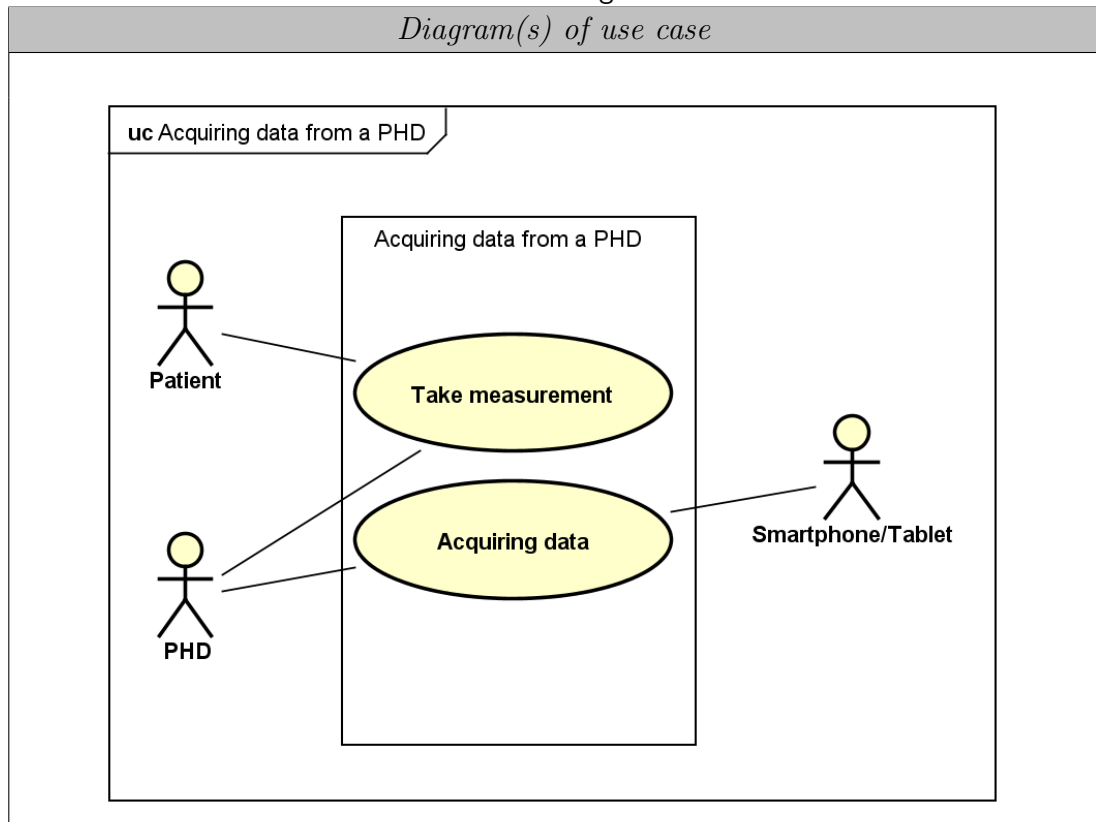 Diagram(s) of use case
uc Acquiring data from a PHD
Acquiring data from a PHD
Patient
Take measurement
Smartphone/Tablet
Acquiring data
PHD